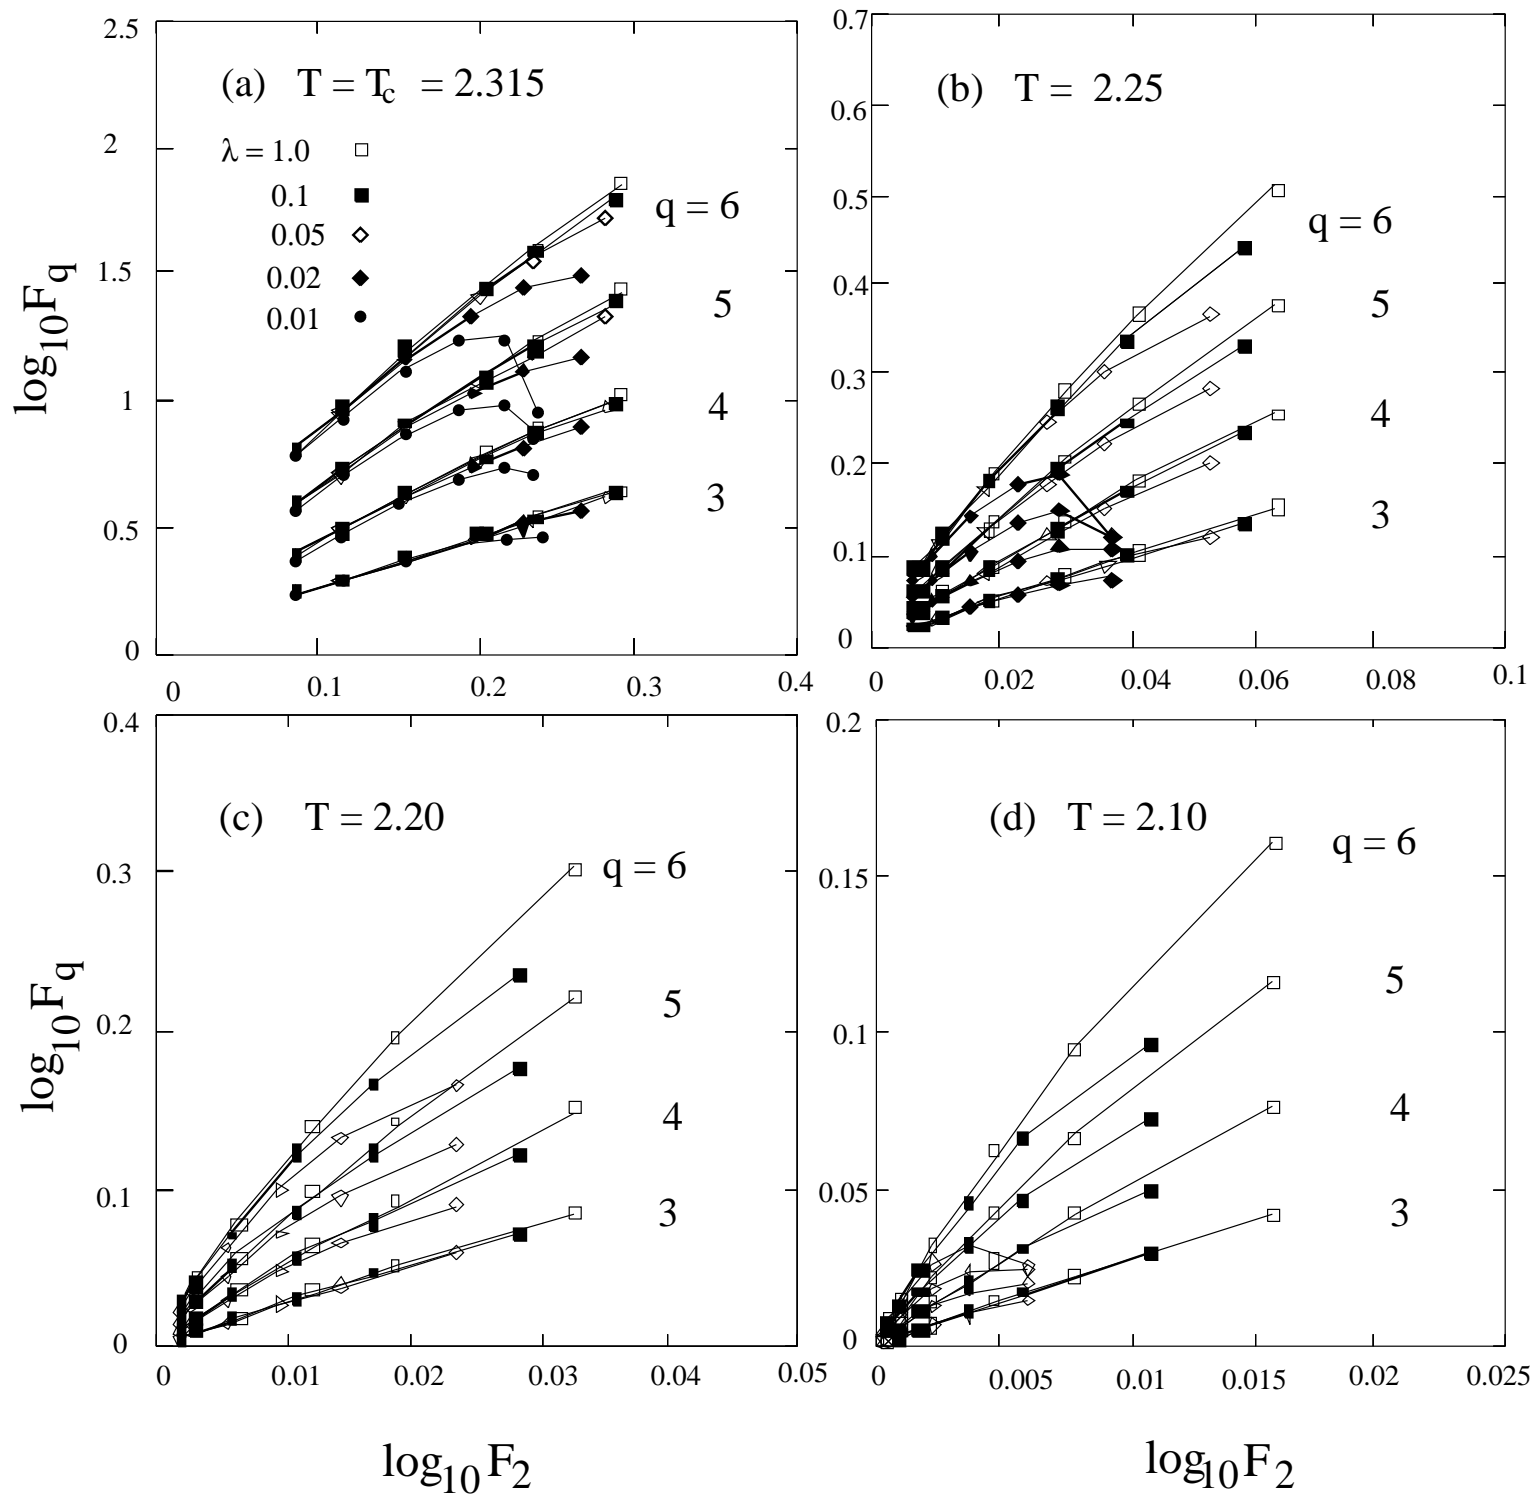 (a) T = Tc = 2.315
λ = 1.0
0.1
0.05
0.02
0.01
q = 6
5
4
3
2.5
2
1.5
1
0.5
0
0 0.1 0.2 0.3 0.4
log10Fq
(b) T = 2.25
q = 6
5
4
3
0.7
0.6
0.5
0.4
0.3
0.2
0.1
0
0 0.02 0.04 0.06 0.08 0.1
(c) T = 2.20
q = 6
5
4
3
0.4
0.3
0.2
0.1
0
0 0.01 0.02 0.03 0.04 0.05
log10Fq
log10F2
(d) T = 2.10
q = 6
5
4
3
0.2
0.15
0.1
0.05
0
0 0.005 0.01 0.015 0.02 0.025
log10F2